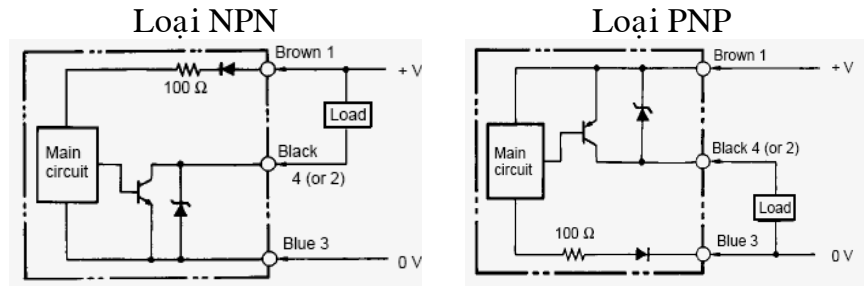 Loại NPN
Brown 1
+ V
100 Ω
Load
Main
circuit
Black
4 (or 2)
Blue 3
0 V
Loại PNP
Brown 1
+ V
Main
circuit
Black 4 (or 2)
Load
100 Ω
Blue 3
0 V